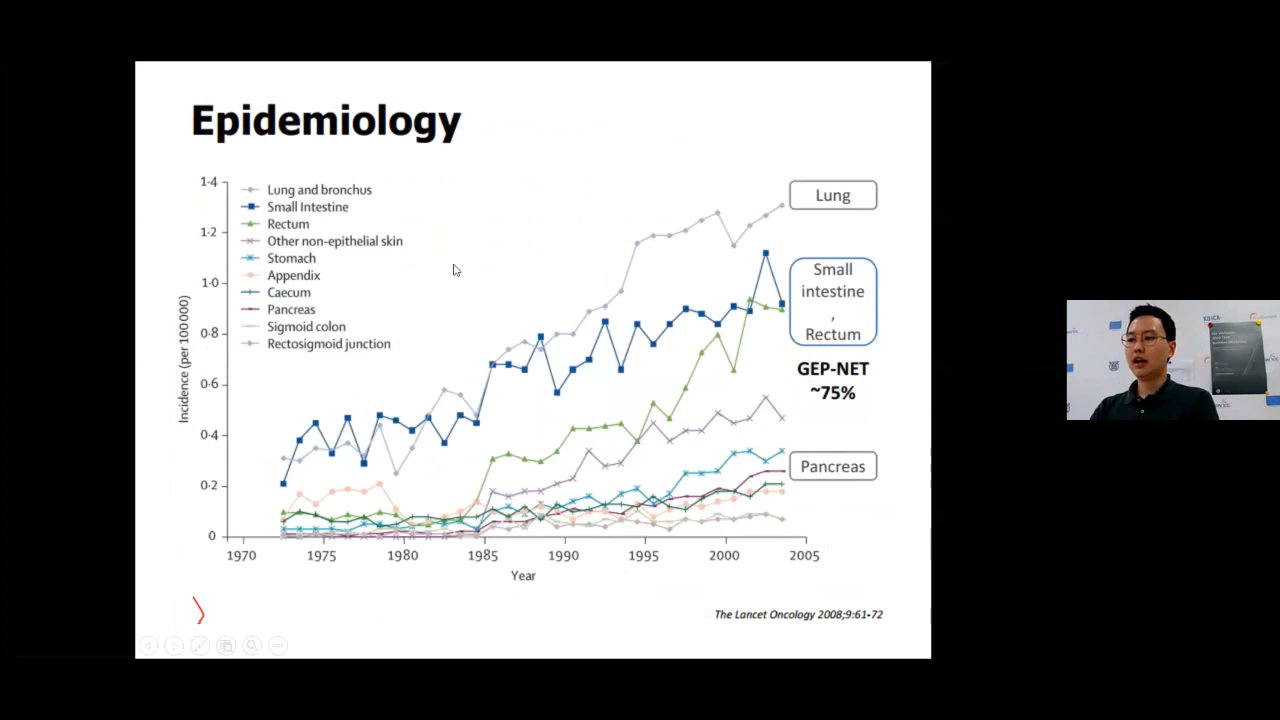 Epidemiology
1·4
1·2
1·0
0·8
0·6
0·4
0·2
0
Incidence (per 100 000)
Lung and bronchus
Small Intestine
Rectum
Other non-epithelial skin
Stomach
Appendix
Caecum
Pancreas
Sigmoid colon
Rectosigmoid junction
Lung
Small
intestine
,
Rectum
GEP-NET
~75%
Pancreas
1970 1975 1980 1985 1990 1995 2000 2005
Year
The Lancet Oncology 2008;9:61-72
KOICA